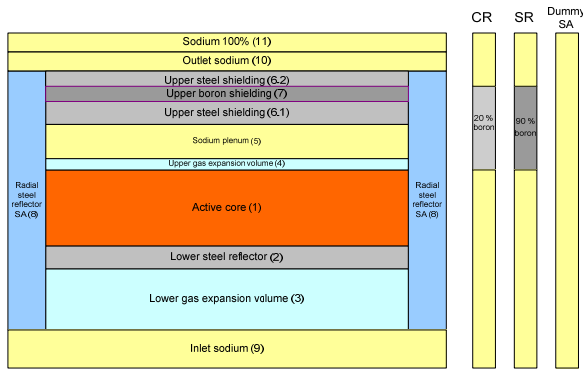 CR
SR
Dummy
SA
Sodium 100% (11)
Outlet sodium (10)
Upper steel shielding (6.2)
Upper boron shielding (7)
Upper steel shielding (6.1)
Sodium plenum (5)
Upper gas expansion volume (4)
Radial
steel
reflector
SA (8)
Active core (1)
Radial
steel
reflector
SA (8)
Lower steel reflector (2)
Lower gas expansion volume (3)
Inlet sodium (9)
20 %
boron
90 %
boron